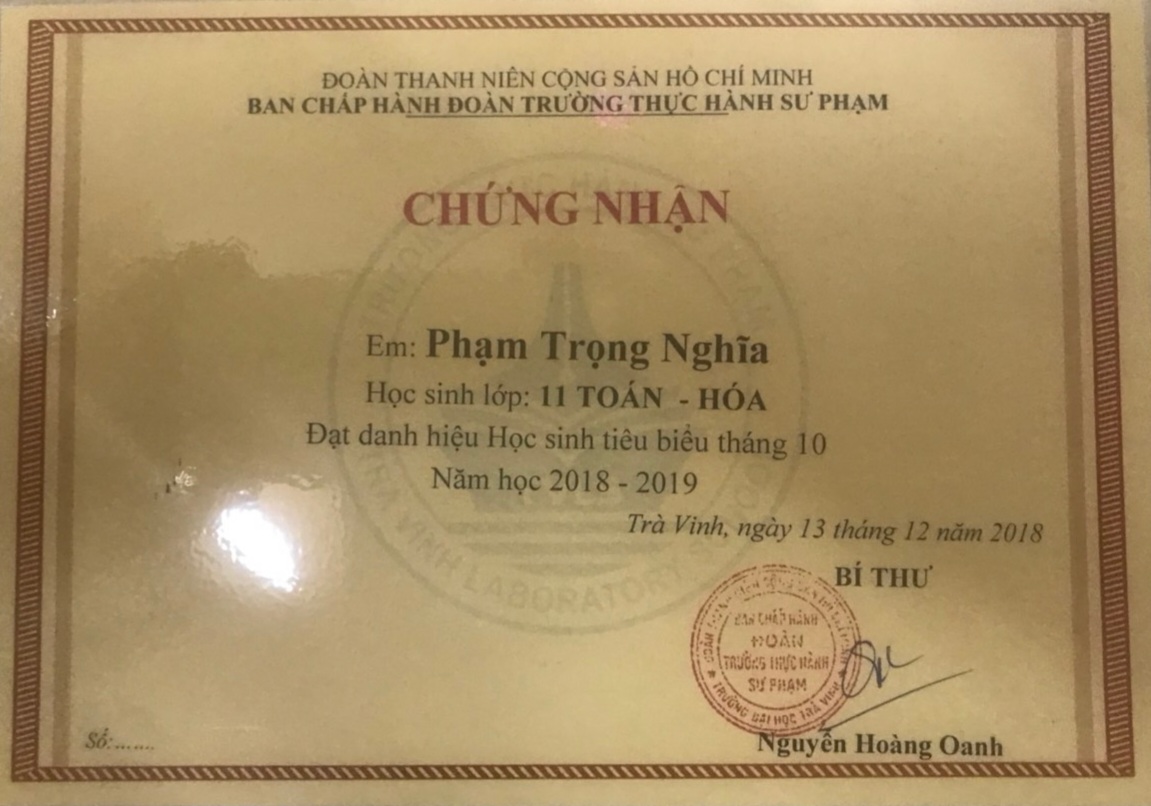 ĐOÀN THANH NIÊN CỘNG SẢN HỒ CHÍ MINH
BAN CHẤP HÀNH ĐOÀN TRƯỜNG THỰC HÀNH SƯ PHẠM
CHỨNG NHẬN
Em: Phạm Trọng Nghĩa
Học sinh lớp: 11 TOÁN - HÓA
Đạt danh hiệu Học sinh tiêu biểu tháng 10
Năm học 2018 - 2019
Trà Vinh, ngày 13 tháng 12 năm 2018
BÍ THƯ
BAN CHẤP HÀNH
ĐOÀN
TRƯỜNG THỰC HÀNH
SƯ PHẠM
TRƯỜNG ĐẠI HỌC TRÀ VINH
Nguyễn Hoàng Oanh
Số:.......
TRA VINH LABORATORY